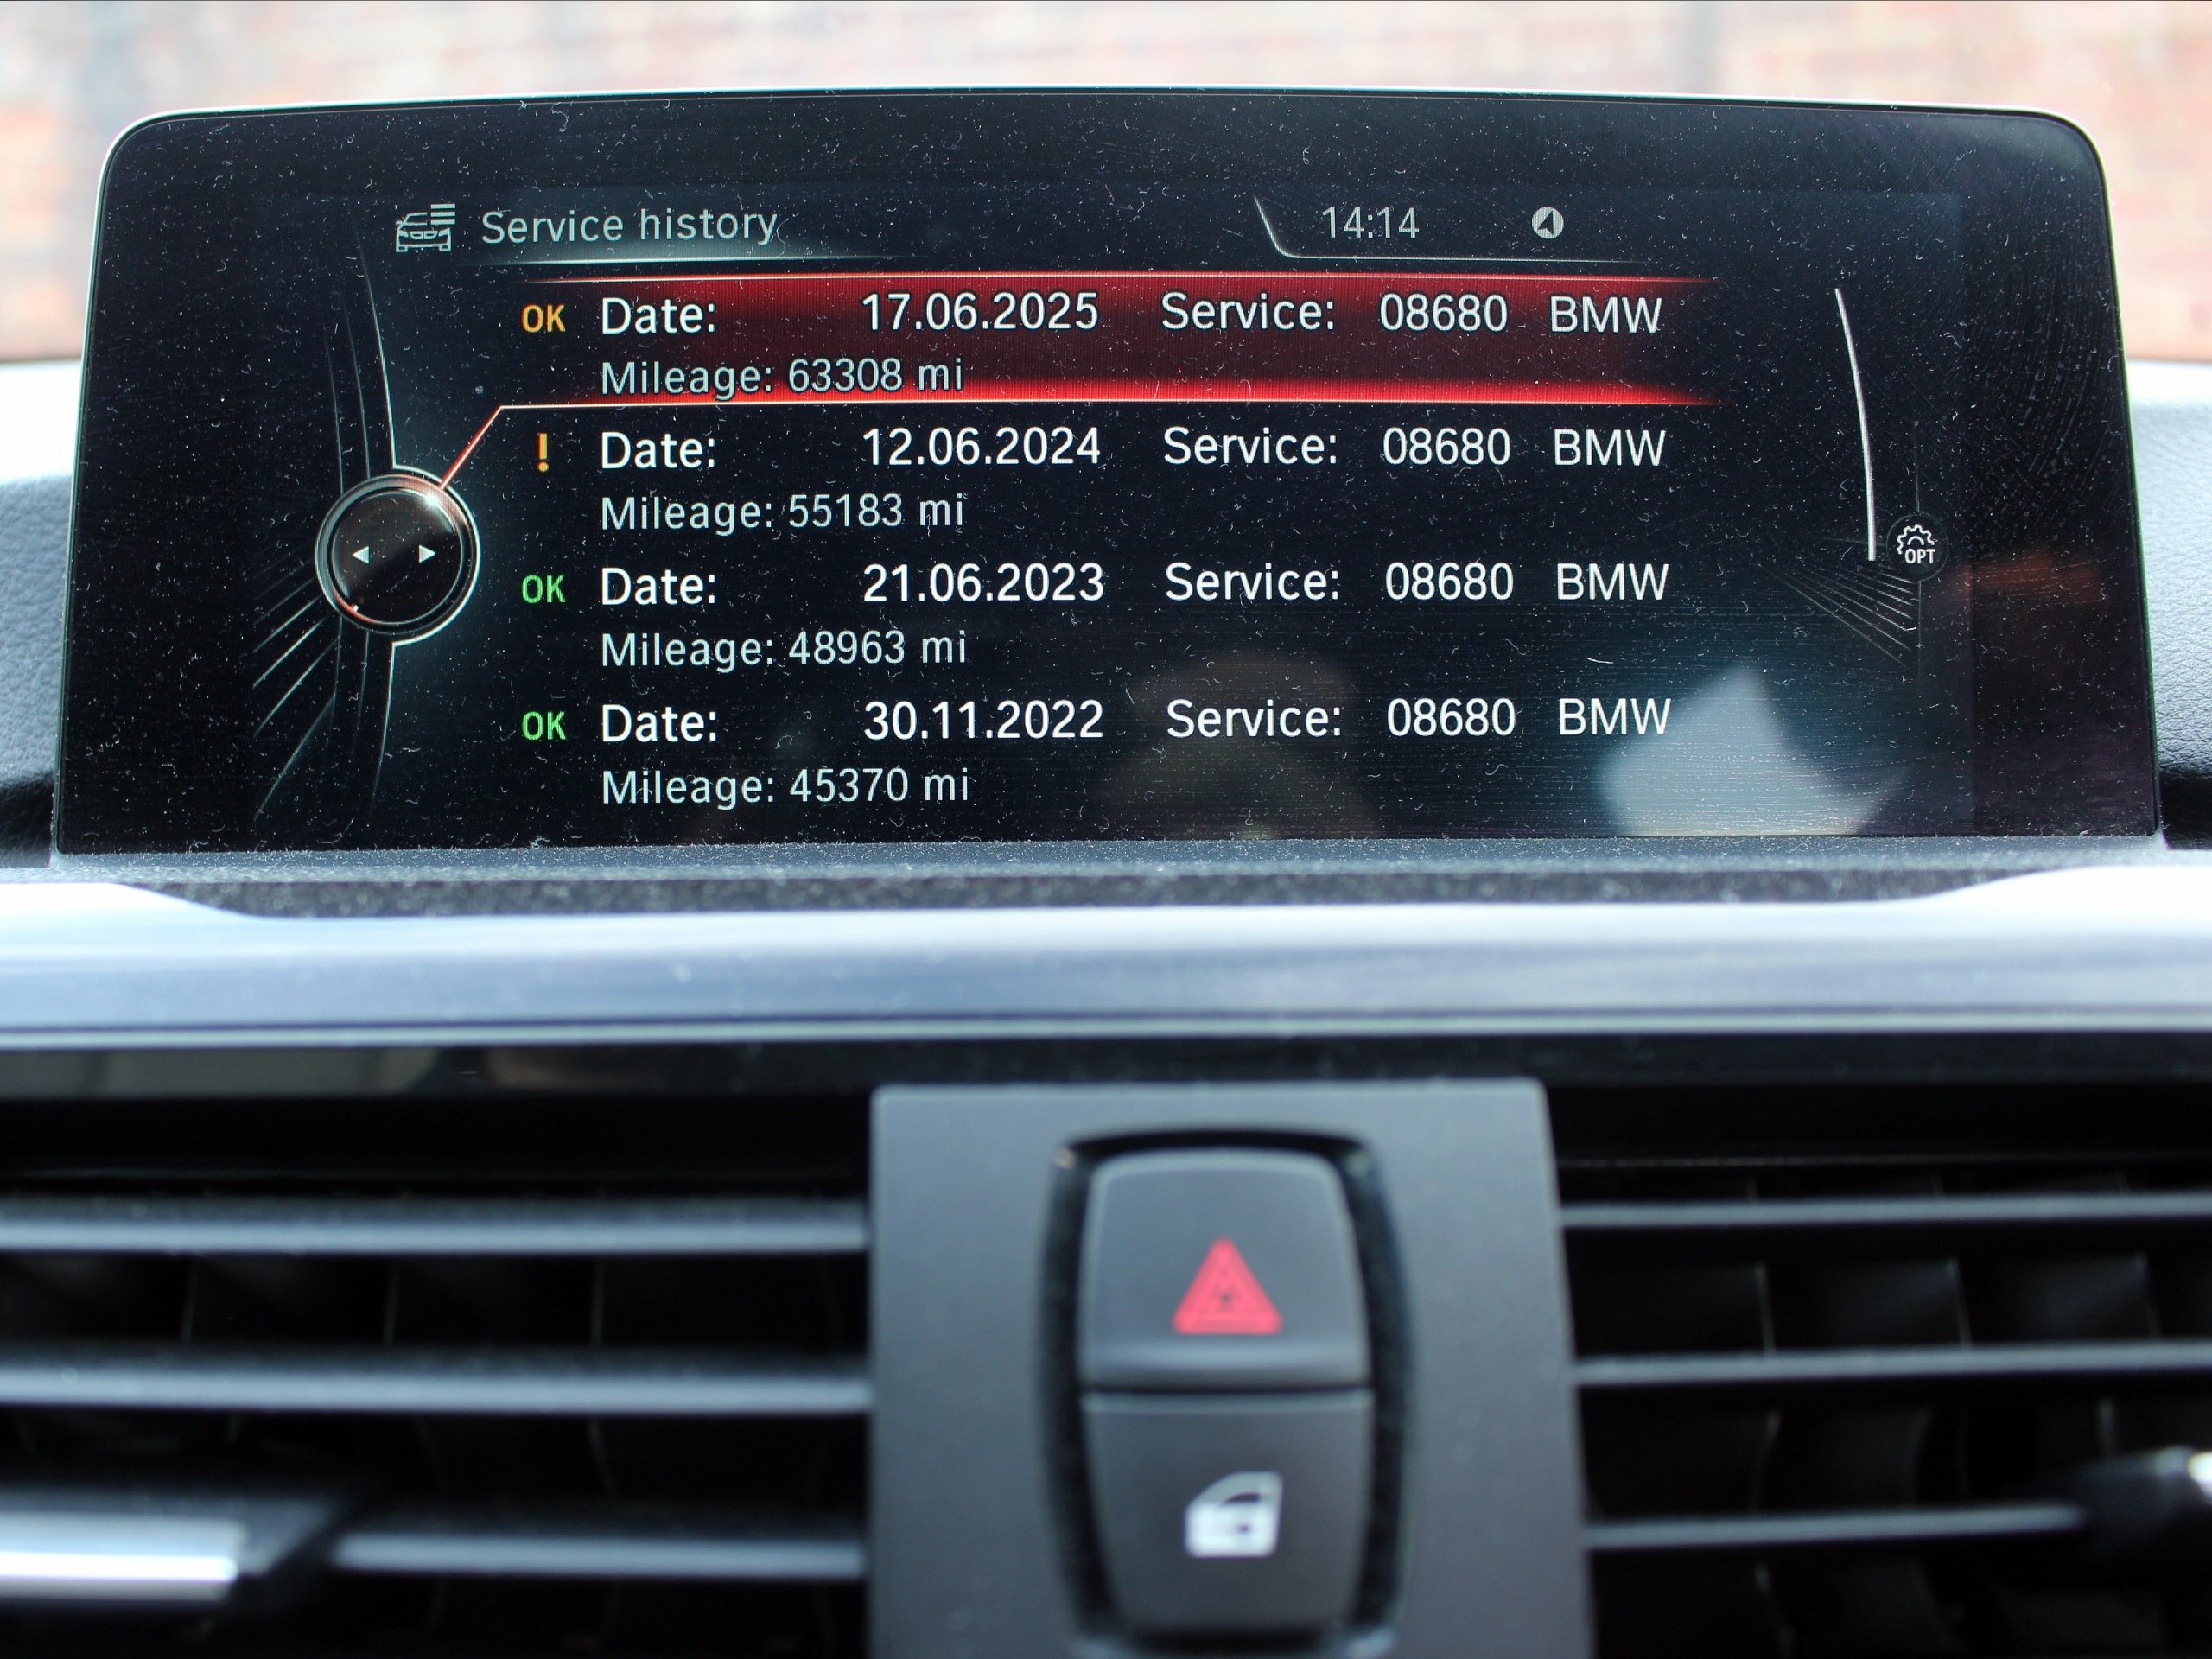 Service history 14:14
OK Date: 17.06.2025 Service: 08680 BMW
Mileage: 63308 mi
! Date: 12.06.2024 Service: 08680 BMW
Mileage: 55183 mi
OK Date: 21.06.2023 Service: 08680 BMW
OPT
Mileage: 48963 mi
OK Date: 30.11.2022 Service: 08680 BMW
Mileage: 45370 mi